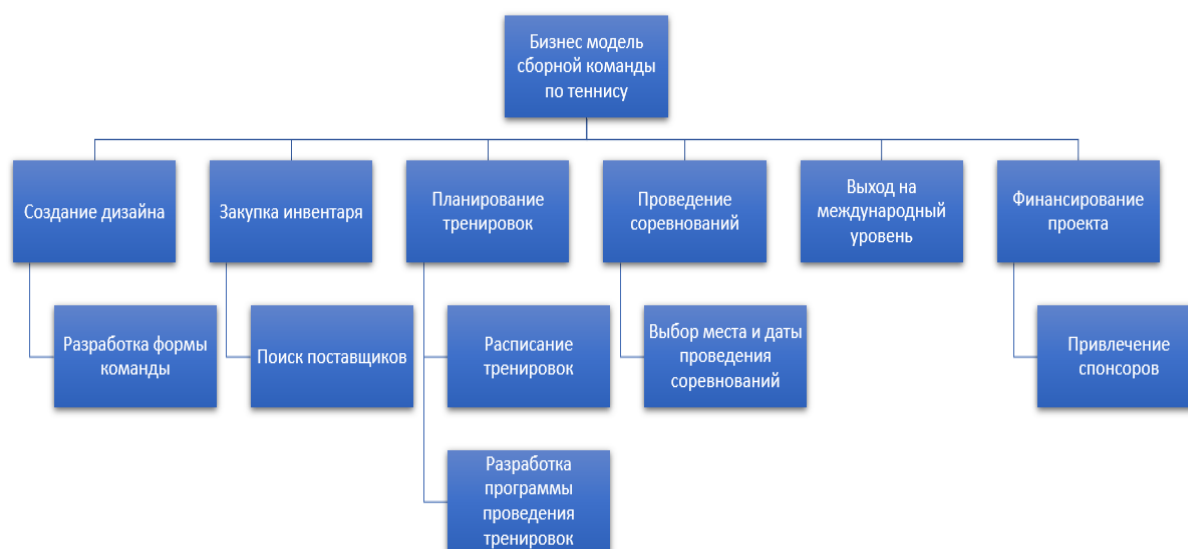 Бизнес модель
сборной команды
по теннису
Создание дизайна
Закупка инвентаря
Планирование
тренировок
Проведение
соревнований
Выход на
международный
уровень
Финансирование
проекта
Разработка формы
команды
Поиск поставщиков
Расписание
тренировок
Выбор места и даты
проведения
соревнований
Привлечение
спонсоров
Разработка
программы
проведения
тренировок